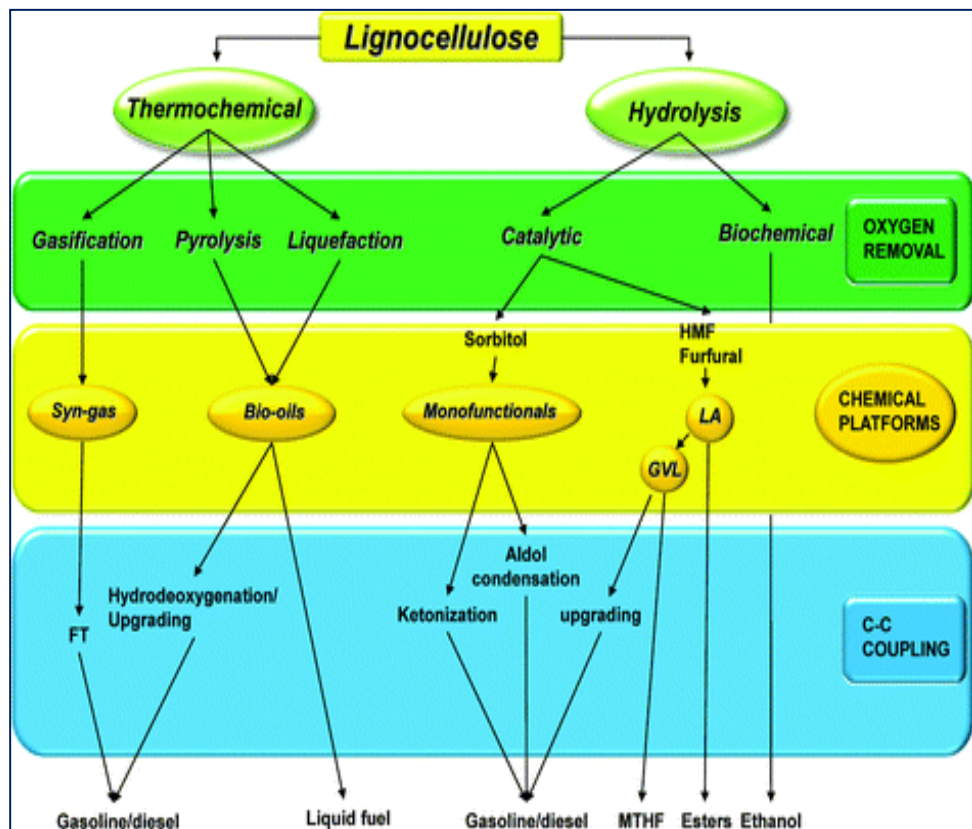 Lignocellulose
Thermochemical
Hydrolysis
Gasification
Pyrolysis
Liquefaction
Catalytic
Biochemical
OXYGEN
REMOVAL
Sorbitol
HMF
Furfural
Syn-gas
Bio-oils
Monofunctionals
LA
GVL
CHEMICAL
PLATFORMS
FT
Hydrodeoxygenation/
Upgrading
Ketonization
Aldol
condensation
upgrading
C-C
COUPLING
Gasoline/diesel
Liquid fuel
Gasoline/diesel
MTHF
Esters
Ethanol